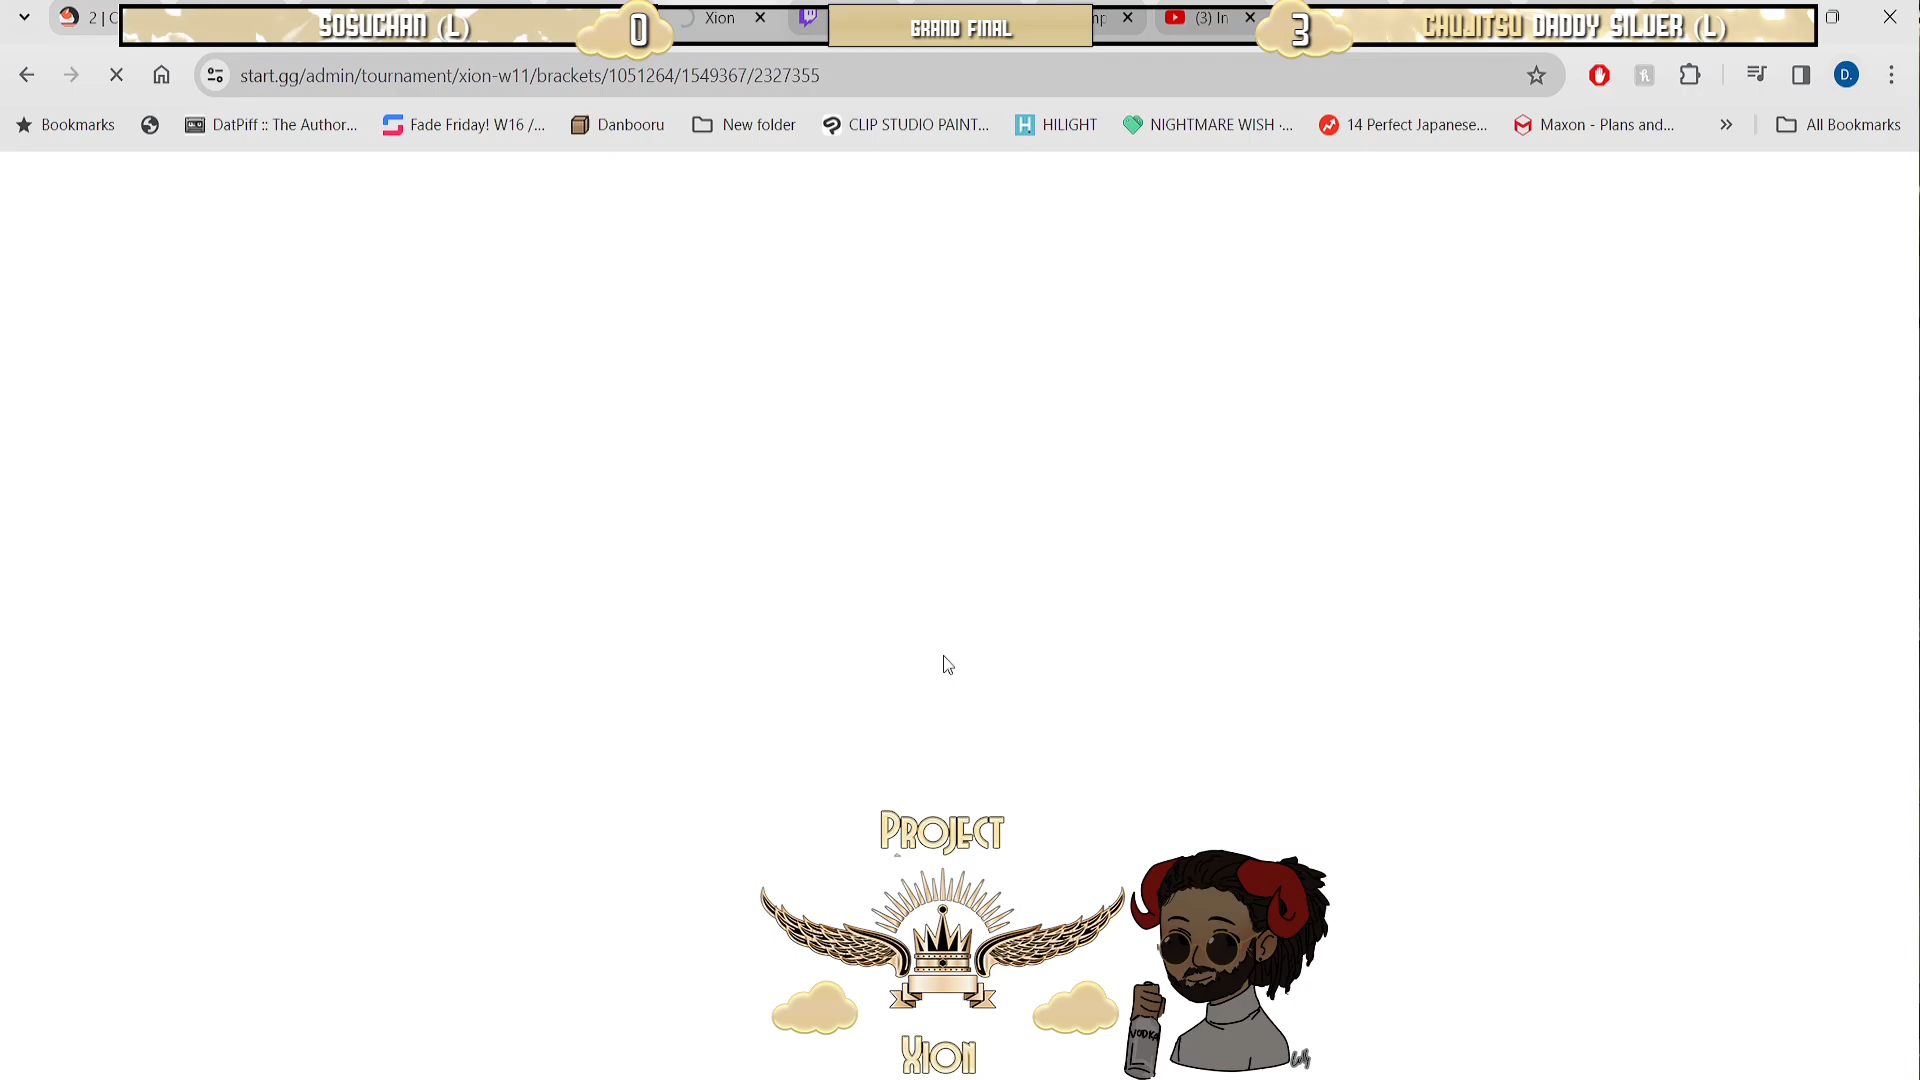 2 | C
Xion
(3) In
SOSUCHAN (L)
0
GRAND FINAL
3
CHUJITSU DADDY SILVER (L)
start.gg/admin/tournament/xion-w11/brackets/1051264/1549367/2327355
D.
Bookmarks
DatPiff :: The Author...
Fade Friday! W16 /...
Danbooru
New folder
CLIP STUDIO PAINT...
HILIGHT
NIGHTMARE WISH -...
14 Perfect Japanese...
Maxon - Plans and...
All Bookmarks
PROJECT
XION
VODKA